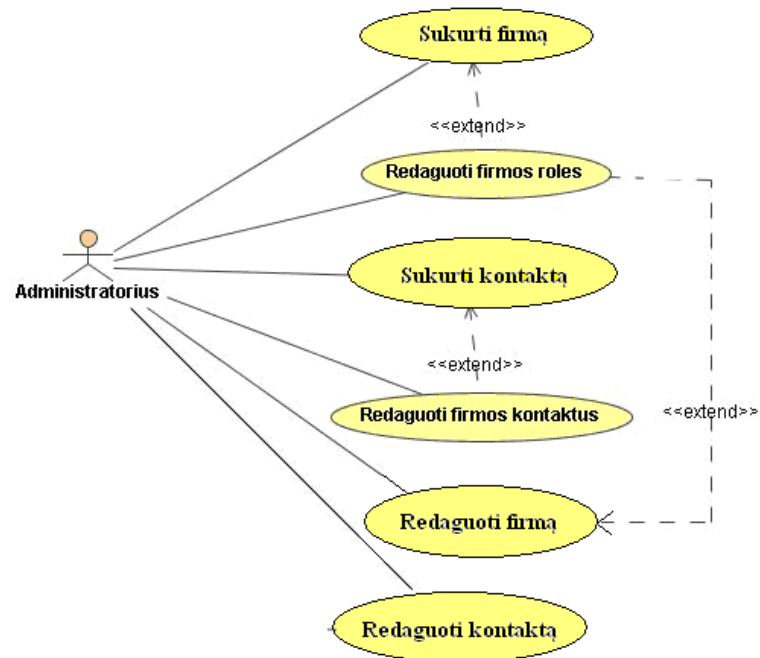 Sukurti firmą
<<extend>>
Redaguoti firmos roles
Administratorius
Sukurti kontaktą
<<extend>>
Redaguoti firmos kontaktus
<<extend>>
Redaguoti firmą
Redaguoti kontaktą